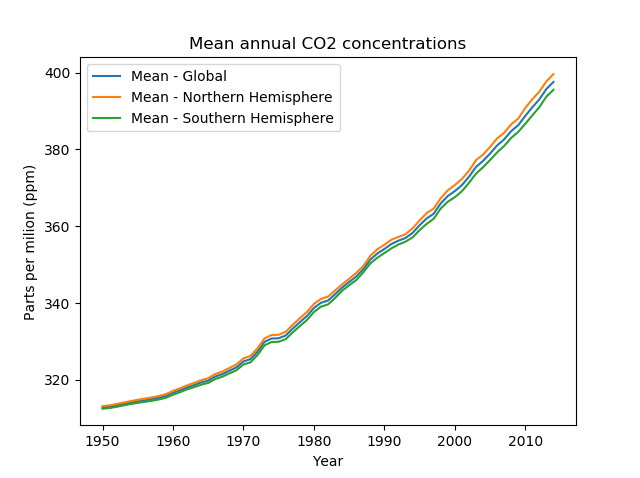 Mean annual CO2 concentrations
Mean - Global
Mean - Northern Hemisphere
Mean - Southern Hemisphere
Parts per milion (ppm)
400
380
360
340
320
1950 1960 1970 1980 1990 2000 2010
Year